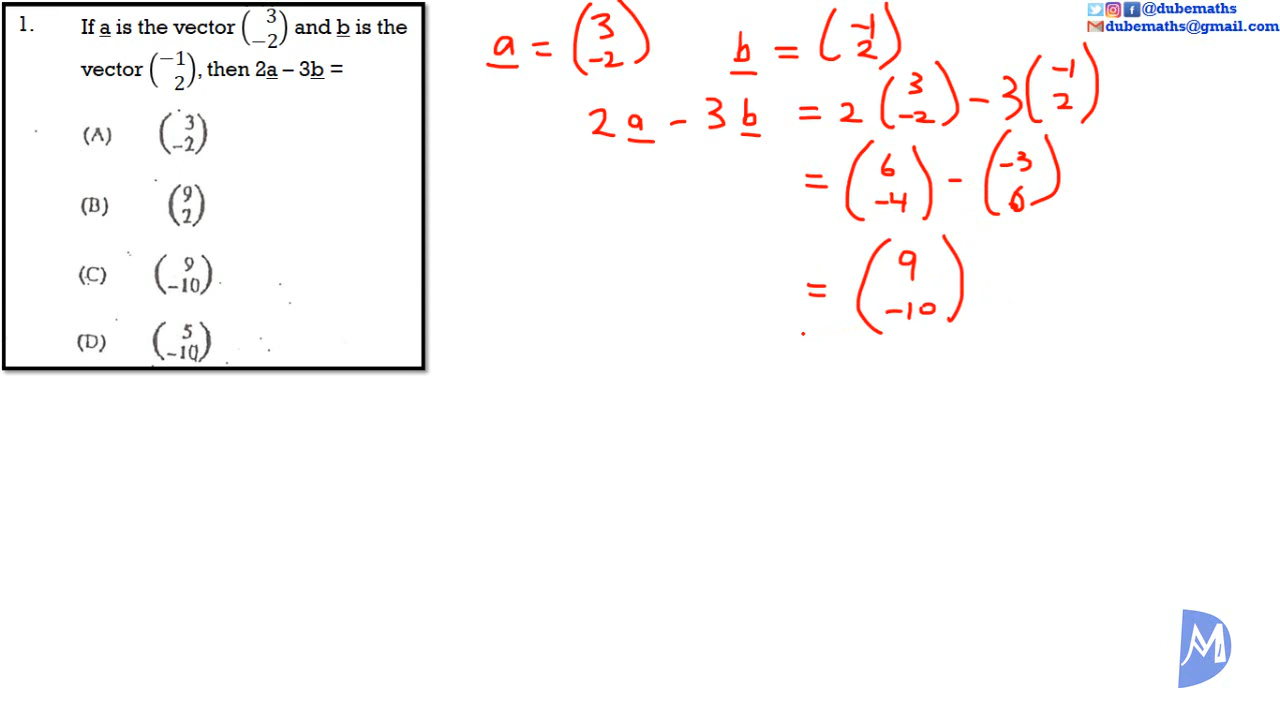 1. If a is the vector (3 −2) and b is the
vector (−1 2), then 2a – 3b =
(A) (3 −2)
(B) (9 2)
(C) (9 −10)
(D) (5 −10)
a = (3 −2) b = (−1 2)
2a − 3b = 2(3 −2) − 3(−1 2)
= (6 −4) − (−3 6)
= (9 −10)
@dubemaths
dubemaths@gmail.com
M